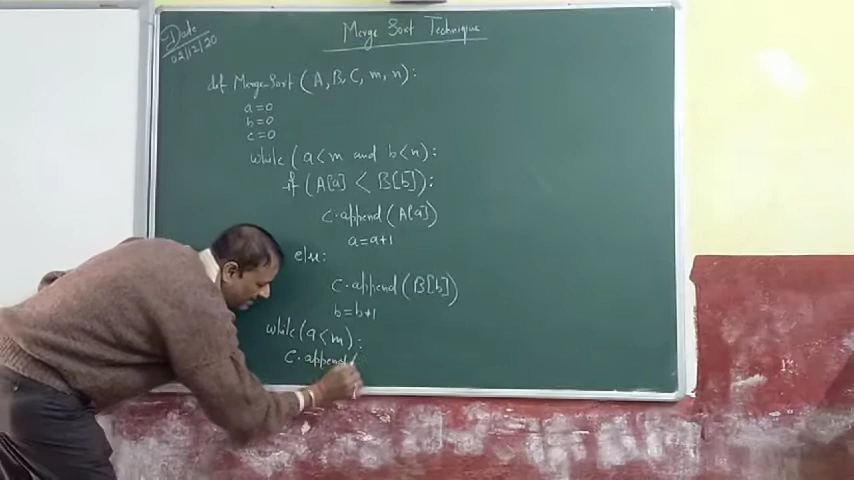 Date
02/12/20
Merge Sort Technique
def Merge-Sort (A, B, C, m, n):
a=0
b=0
c=0
while (a<m and b<n):
if (A[a] < B[b]):
C.append (A[a])
a=a+1
else:
C.append (B[b])
b=b+1
while (a<m):
C.append (